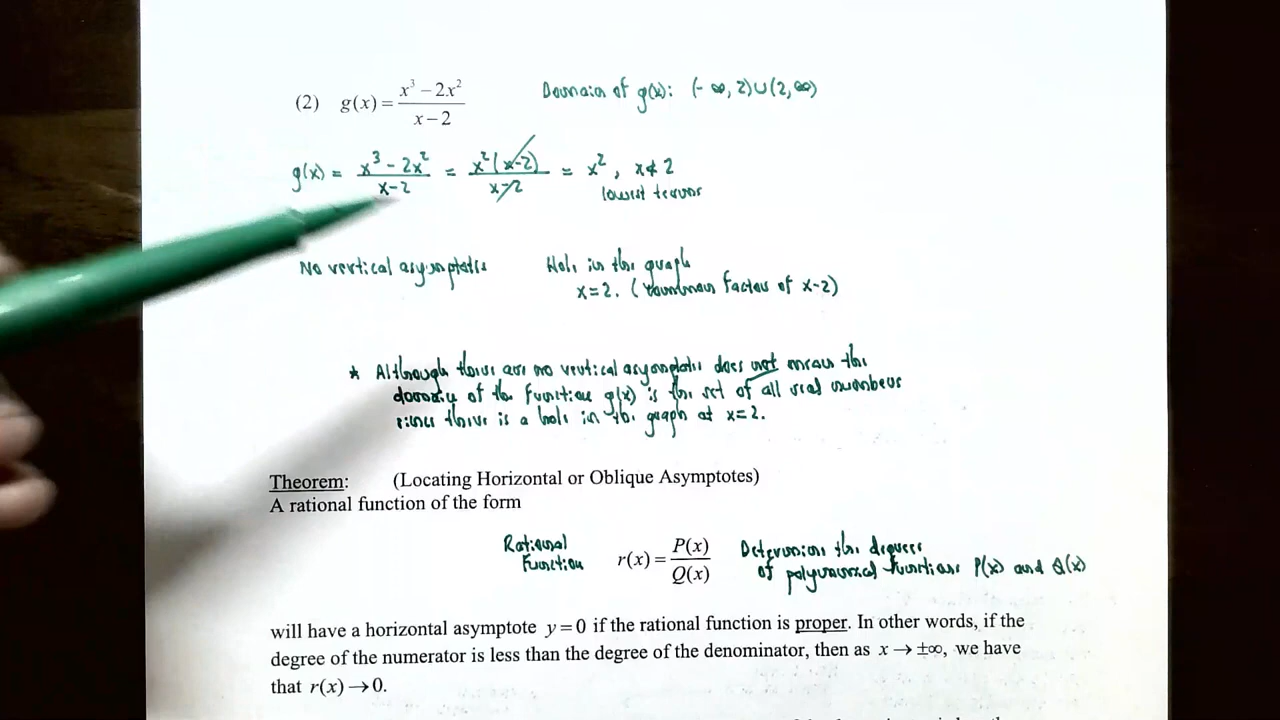 (2) g(x) = x³ − 2x² / x − 2 Domain of g(x): (-∞, 2)∪(2, ∞)
g(x) = x³ - 2x² / x-2 = x²(x-2) / x-2 = x², x≠2
lowest terms
No vertical asymptotes Hole in the graph
x=2. (common factor of x-2)
* Although there are no vertical asymptotes does not mean the
domain of the function g(x) is the set of all real numbers
since there is a hole in the graph at x=2.
Theorem: (Locating Horizontal or Oblique Asymptotes)
A rational function of the form
Rational Function r(x) = P(x) / Q(x) Determine the degrees
of polynomial functions P(x) and Q(x)
will have a horizontal asymptote y = 0 if the rational function is proper. In other words, if the
degree of the numerator is less than the degree of the denominator, then as x → ±∞, we have
that r(x) → 0.